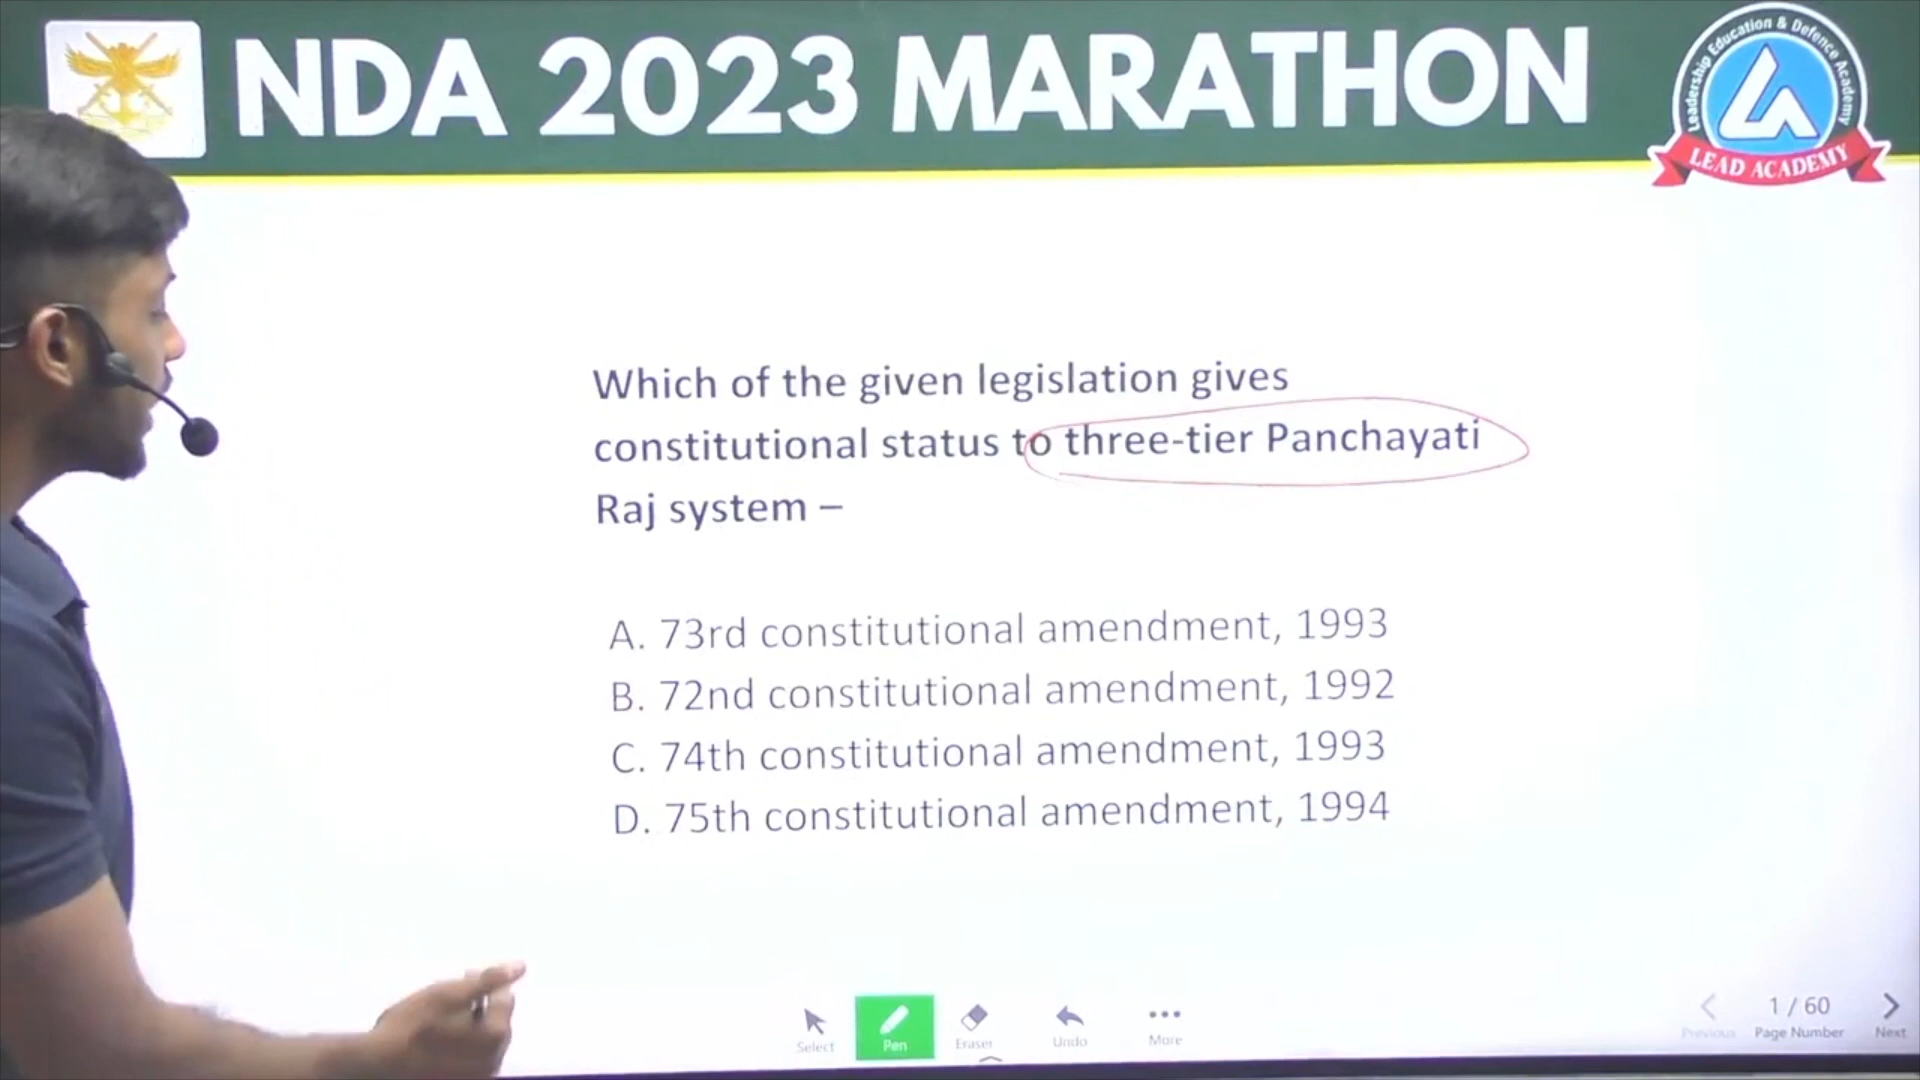 NDA 2023 MARATHON
Leadership Education & Defence Academy
LEAD ACADEMY
Which of the given legislation gives
constitutional status to three-tier Panchayati
Raj system –
A. 73rd constitutional amendment, 1993
B. 72nd constitutional amendment, 1992
C. 74th constitutional amendment, 1993
D. 75th constitutional amendment, 1994
Select
Pen
Eraser
Undo
More
1 / 60
Previous
Page Number
Next